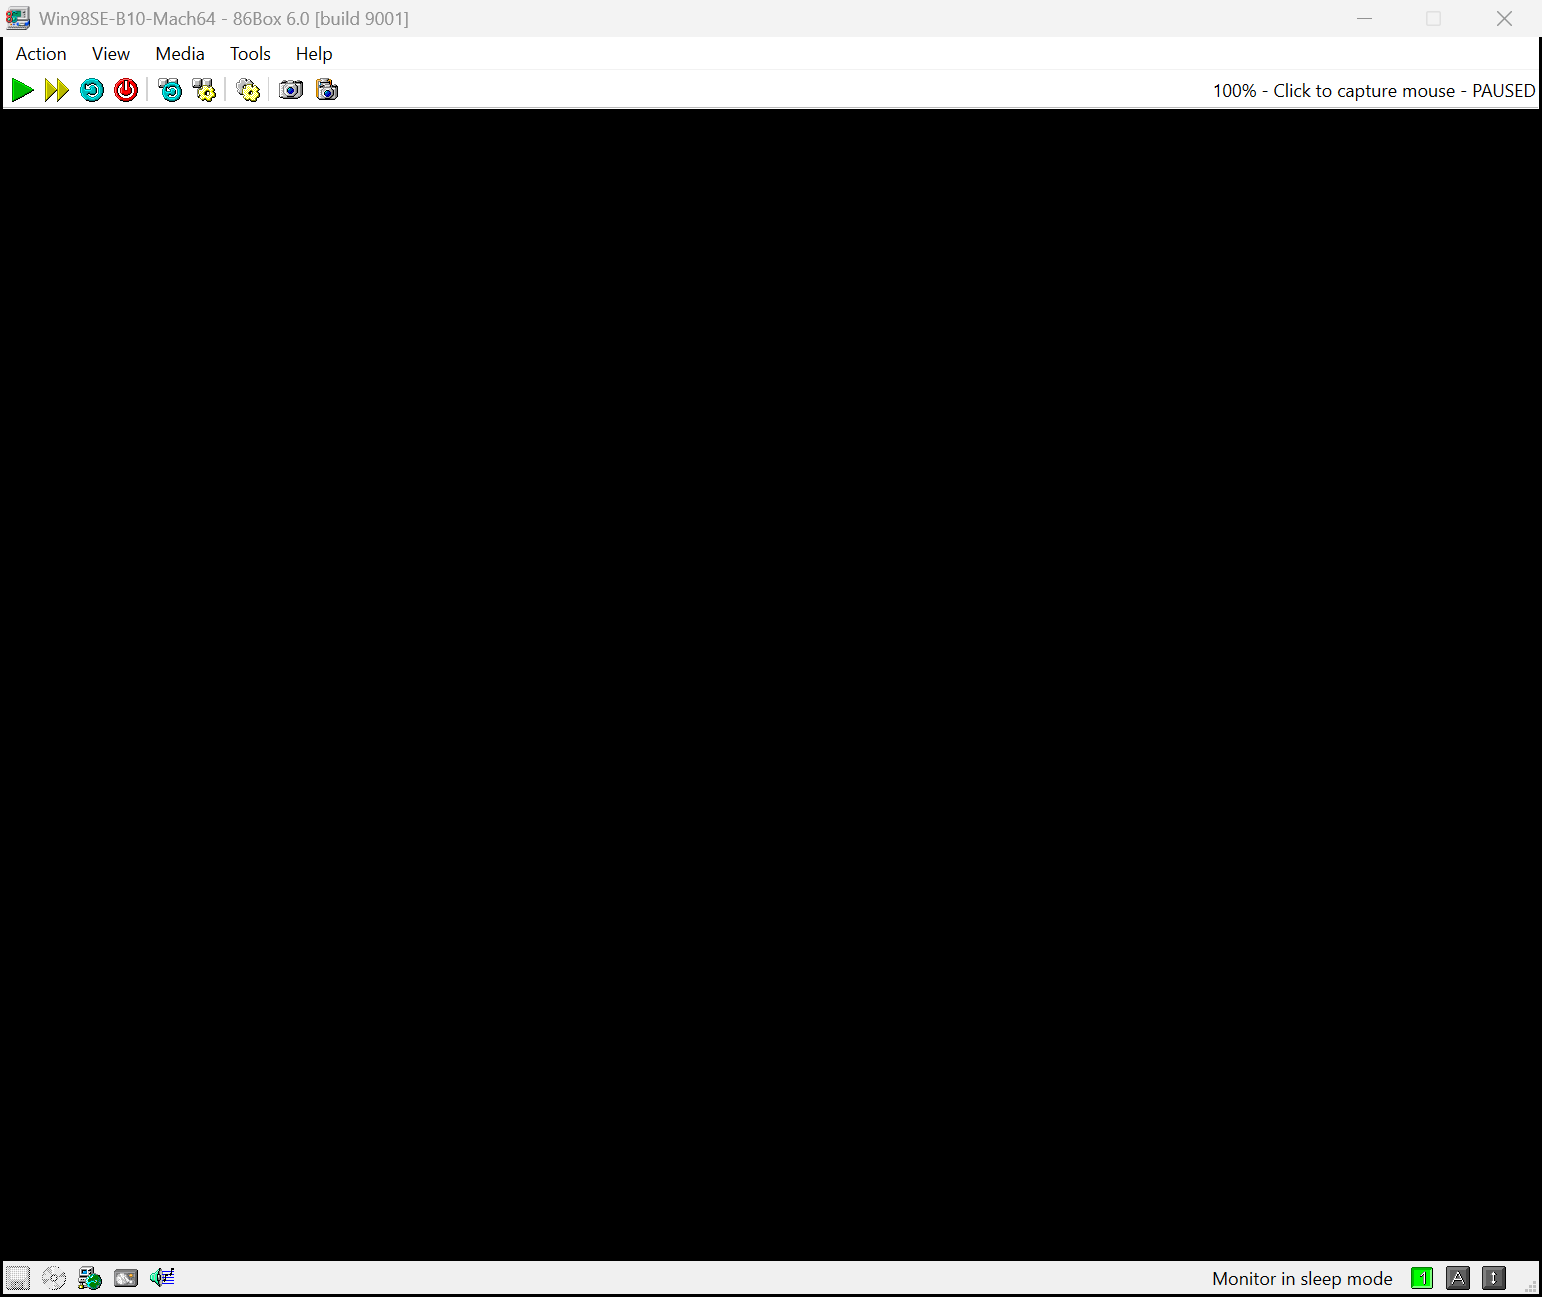 Win98SE-B10-Mach64 - 86Box 6.0 [build 9001]
Action View Media Tools Help
100% - Click to capture mouse - PAUSED
Monitor in sleep mode 1 A